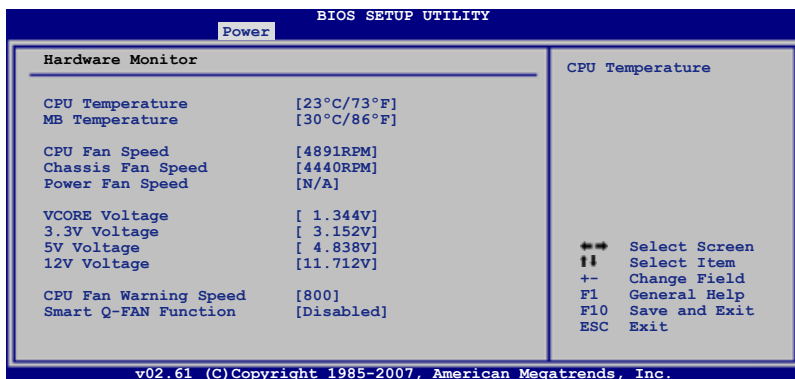 BIOS SETUP UTILITY
Power
Hardware Monitor
CPU Temperature [23°C/73°F]
MB Temperature [30°C/86°F]
CPU Fan Speed [4891RPM]
Chassis Fan Speed [4440RPM]
Power Fan Speed [N/A]
VCORE Voltage [ 1.344V]
3.3V Voltage [ 3.152V]
5V Voltage [ 4.838V]
12V Voltage [11.712V]
CPU Fan Warning Speed [800]
Smart Q-FAN Function [Disabled]
CPU Temperature
←→ Select Screen
↑↓ Select Item
+- Change Field
F1 General Help
F10 Save and Exit
ESC Exit
v02.61 (C)Copyright 1985-2007, American Megatrends, Inc.